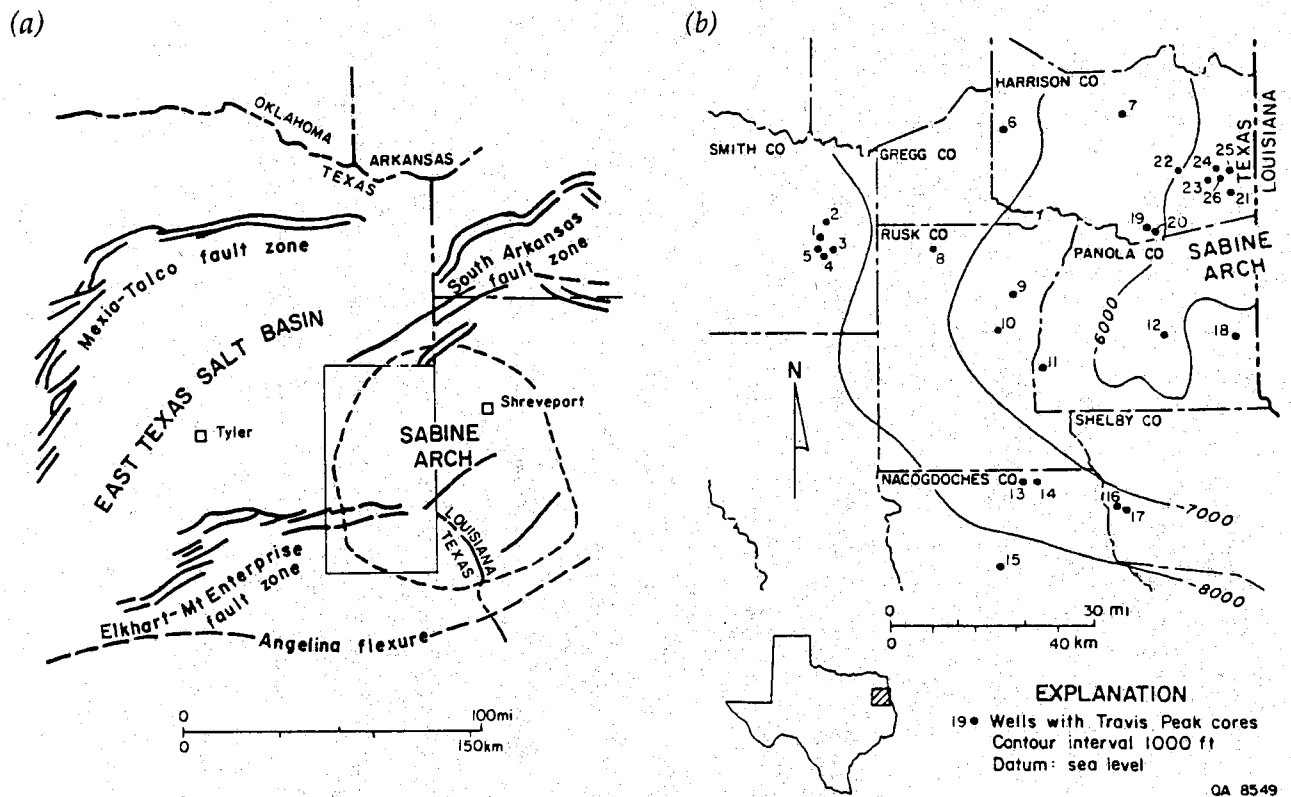 (a)
OKLAHOMA
TEXAS
ARKANSAS
Mexia-Talco fault zone
South Arkansas
fault zone
EAST TEXAS SALT BASIN
Tyler
Shreveport
SABINE
ARCH
LOUISIANA
TEXAS
Elkhart-Mt Enterprise
fault zone
Angelina flexure
0
100mi
0
150km
(b)
HARRISON CO
6
7
SMITH CO
GREGG CO
TEXAS
LOUISIANA
22
24
25
23
26
21
2
1
3
5
4
RUSK CO
8
19
20
PANOLA CO
SABINE
ARCH
9
10
-6000
12
18
11
N
SHELBY CO
NACOGDOCHES CO
13
14
16
17
-7000
15
-8000
0
30 mi
0
40 km
EXPLANATION
19 Wells with Travis Peak cores
Contour interval 1000 ft
Datum: sea level
QA 8549